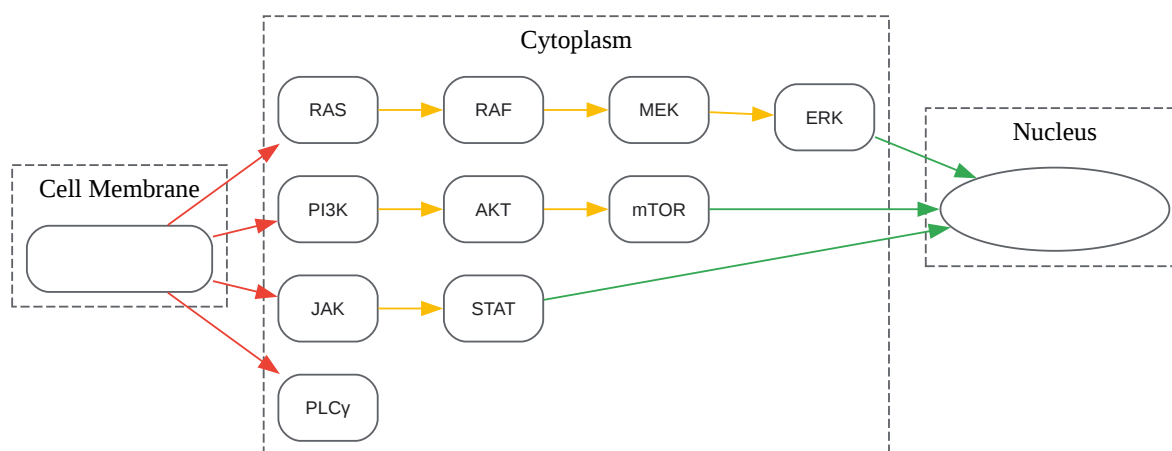 Cytoplasm
RAS
RAF
MEK
ERK
Nucleus
Cell Membrane
PI3K
AKT
mTOR
JAK
STAT
PLCγ